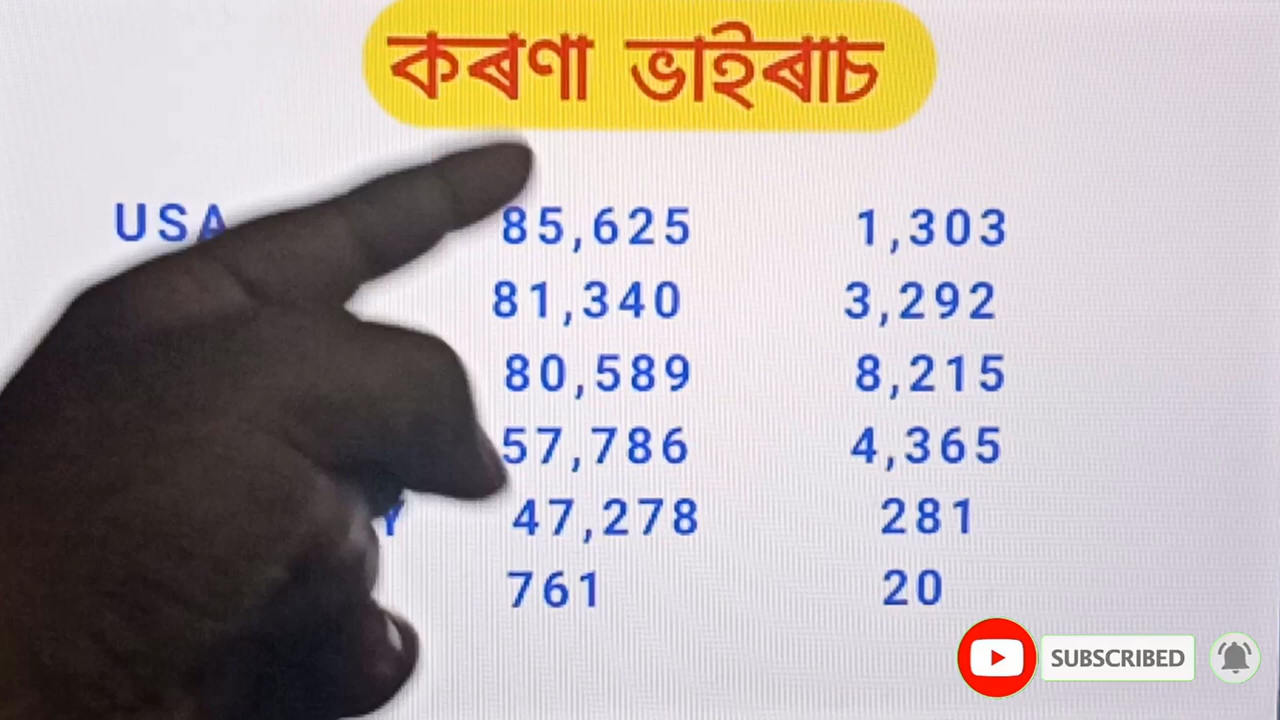 কৰণা ভাইৰাচ
USA 85,625 1,303
81,340 3,292
80,589 8,215
57,786 4,365
Y 47,278 281
761 20
SUBSCRIBED